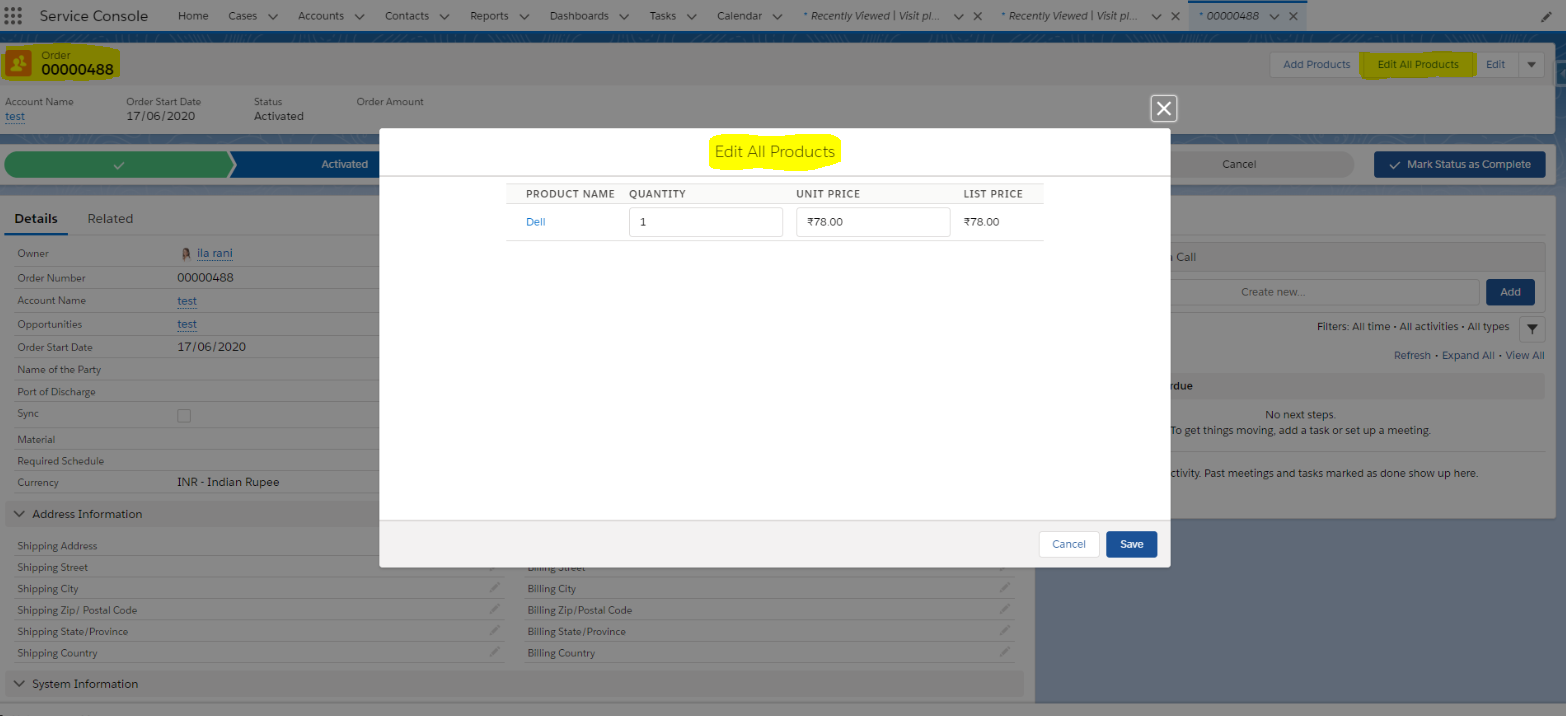 Service Console Home Cases Accounts Contacts Reports Dashboards Tasks Calendar * Recently Viewed | Visit pl... * Recently Viewed | Visit pl... * 00000488
Order
00000488
Add Products Edit All Products Edit
Account Name Order Start Date Status Order Amount
test 17/06/2020 Activated
Activated Cancel Mark Status as Complete
Edit All Products
PRODUCT NAME QUANTITY UNIT PRICE LIST PRICE
Dell 1 ₹78.00 ₹78.00
Cancel Save
Details Related
Owner ila rani
Order Number 00000488
Account Name test
Opportunities test
Order Start Date 17/06/2020
Name of the Party
Port of Discharge
Sync
Material
Required Schedule
Currency INR - Indian Rupee
Address Information
Shipping Address
Shipping Street Billing Street
Shipping City Billing City
Shipping Zip/ Postal Code Billing Zip/Postal Code
Shipping State/Province Billing State/Province
Shipping Country Billing Country
System Information
Call
Create new... Add
Filters: All time • All activities • All types
Refresh • Expand All • View All
rdue
No next steps.
To get things moving, add a task or set up a meeting.
ctivity. Past meetings and tasks marked as done show up here.